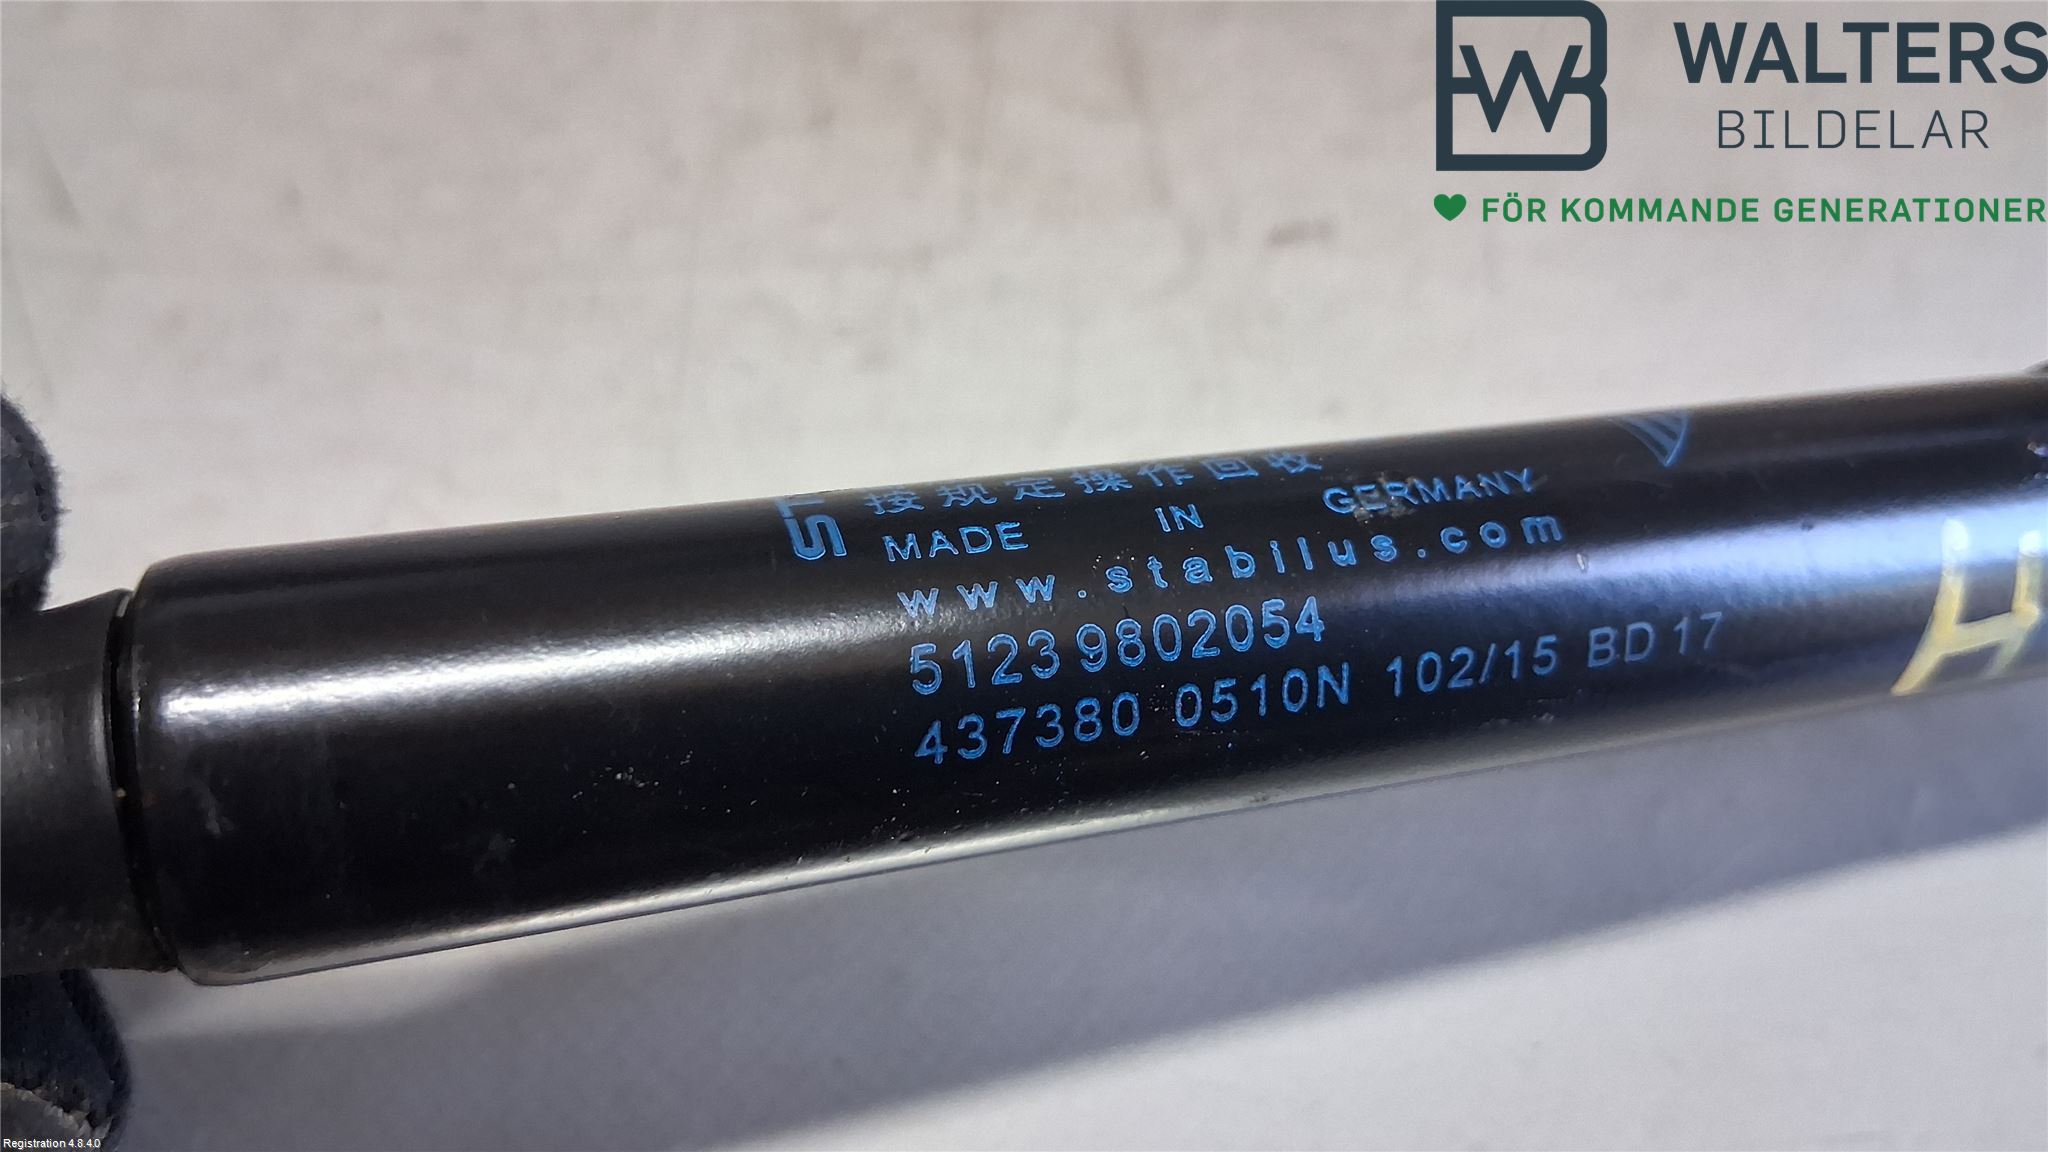 WALTERS
BILDELAR
FÖR KOMMANDE GENERATIONER
按规定操作回收
MADE IN GERMANY
www.stabilus.com
5123 9802054
437380 0510N 102/15 BD 17
H
Registration 4.8.4.0